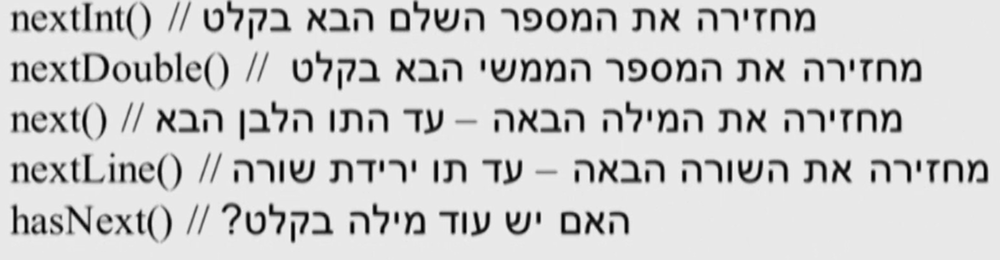 nextInt() // מחזירה את המספר השלם הבא בקלט
nextDouble() // מחזירה את המספר הממשי הבא בקלט
next() // מחזירה את המילה הבאה – עד התו הלבן הבא
nextLine() // מחזירה את השורה הבאה – עד תו ירידת שורה
hasNext() // האם יש עוד מילה בקלט?